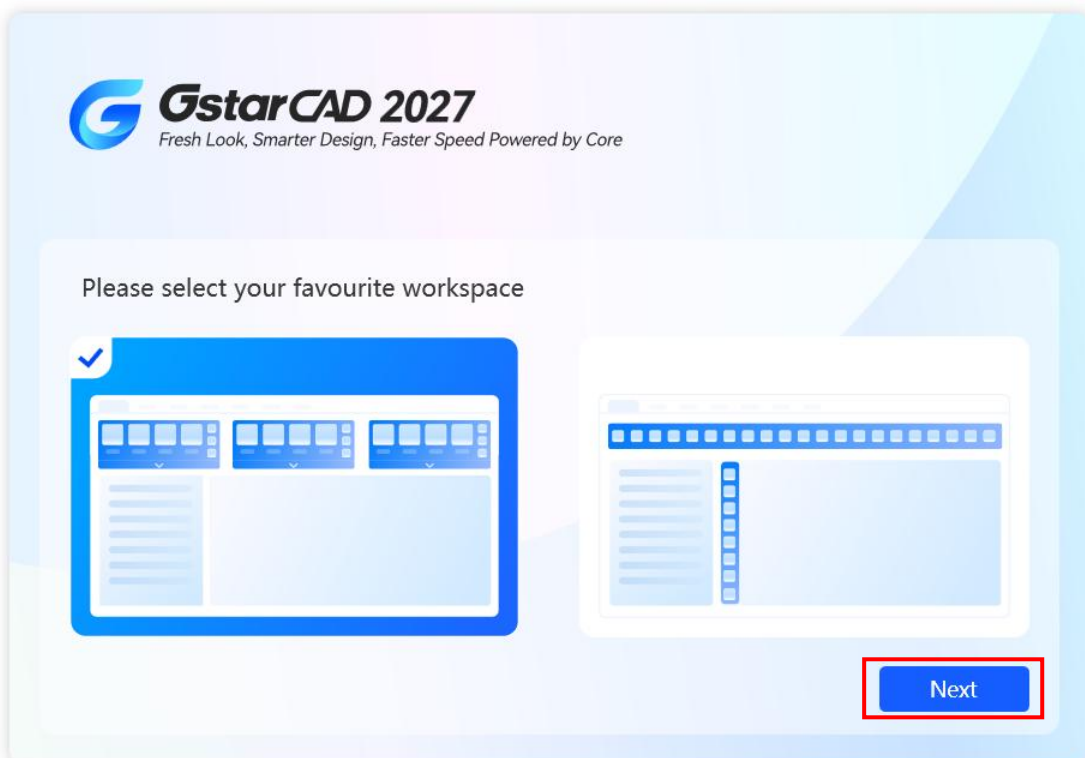 GstarCAD 2027
Fresh Look, Smarter Design, Faster Speed Powered by Core
Please select your favourite workspace
Next